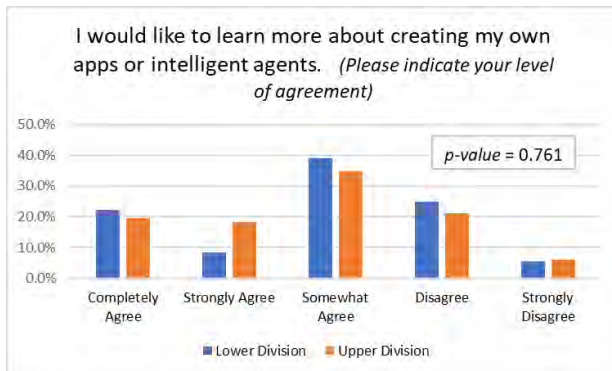 I would like to learn more about creating my own
apps or intelligent agents. (Please indicate your level
of agreement)
50.0%
40.0%
30.0%
20.0%
10.0%
0.0%
p-value = 0.761
Completely
Agree
Strongly Agree
Somewhat
Agree
Disagree
Strongly
Disagree
Lower Division
Upper Division